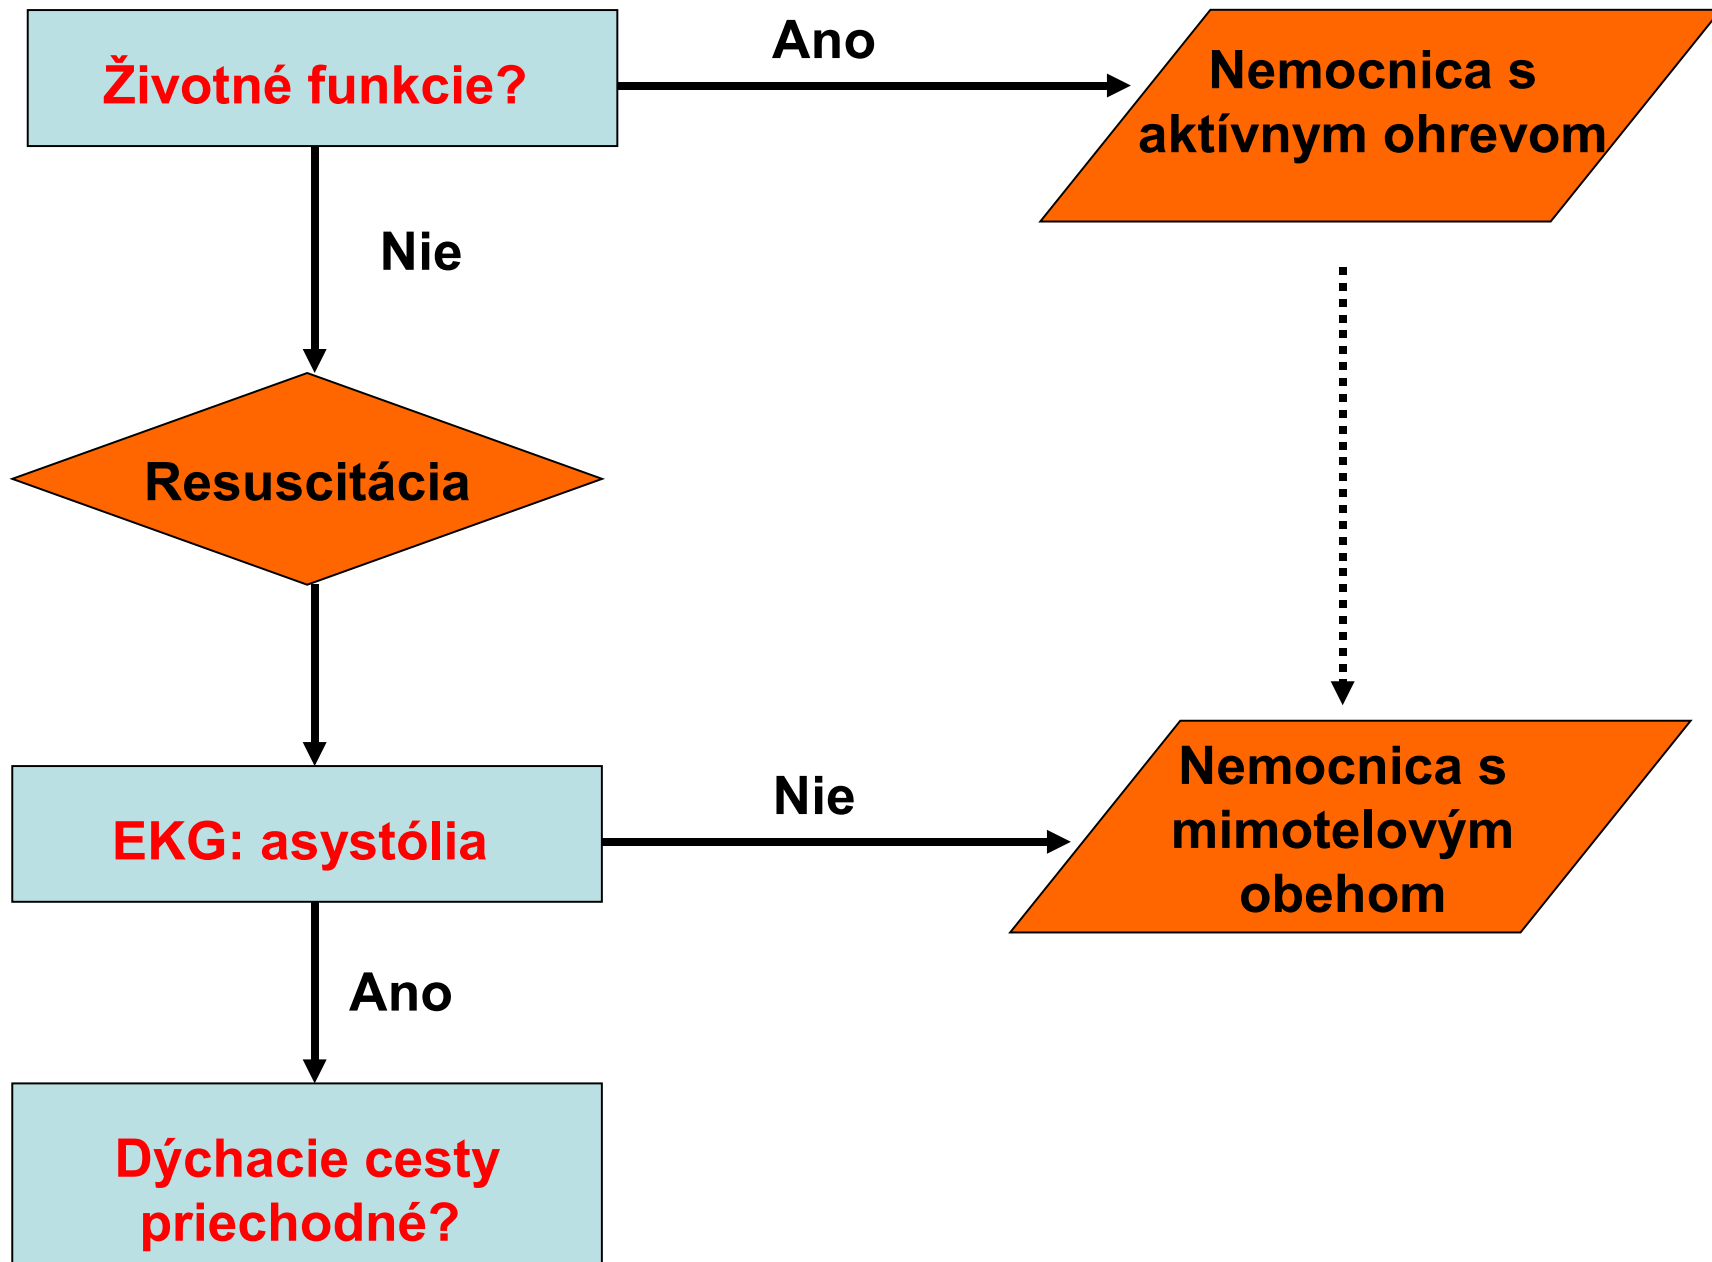 Životné funkcie?
Ano
Nemocnica s
aktívnym ohrevom
Nie
Resuscitácia
EKG: asystólia
Nie
Nemocnica s
mimotelovým
obehom
Ano
Dýchacie cesty
priechodné?